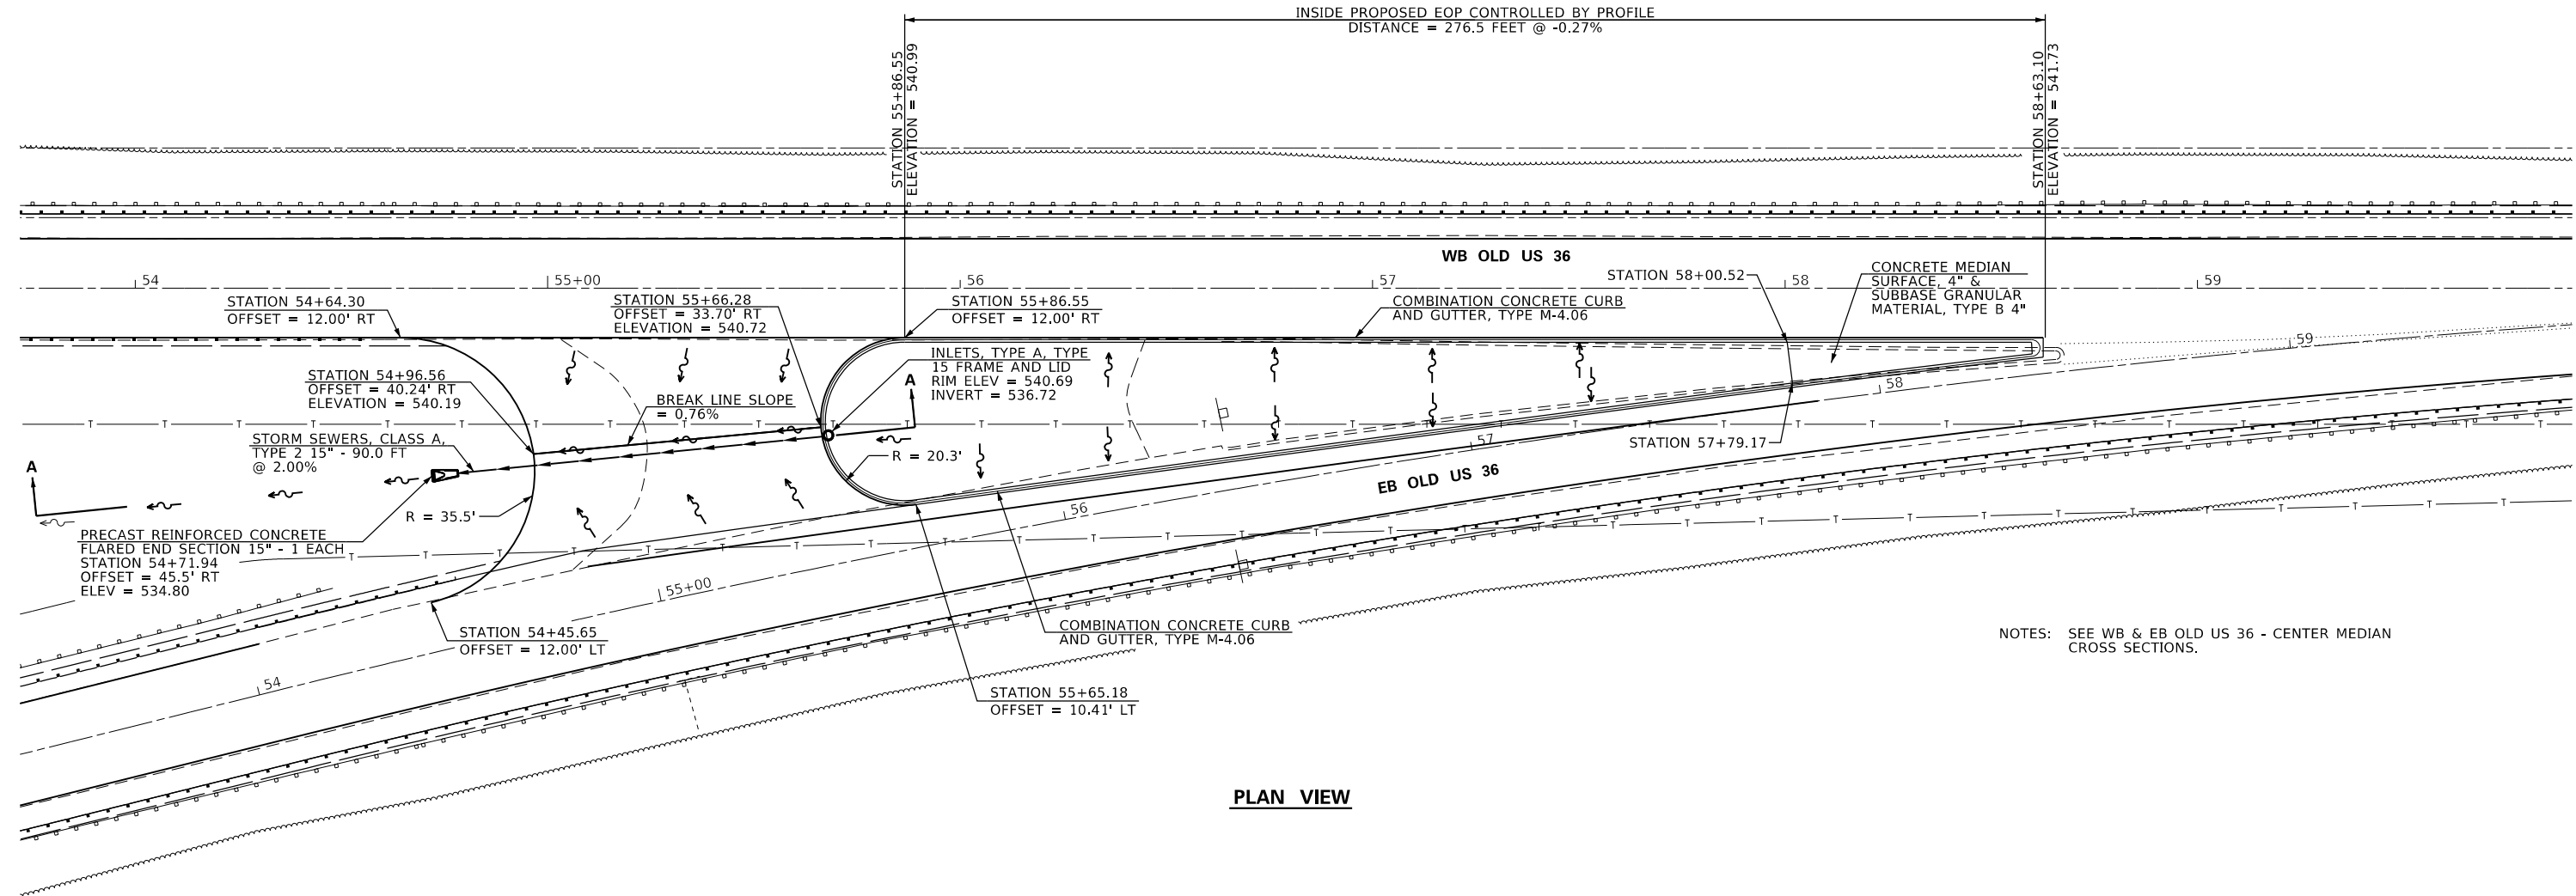 INSIDE PROPOSED EOP CONTROLLED BY PROFILE
DISTANCE = 276.5 FEET @ -0.27%
STATION 55+86.55
ELEVATION = 540.99
STATION 58+63.10
ELEVATION = 541.73
WB OLD US 36
54
55+00
56
57
58
59
STATION 54+64.30
OFFSET = 12.00' RT
STATION 55+66.28
OFFSET = 33.70' RT
ELEVATION = 540.72
STATION 55+86.55
OFFSET = 12.00' RT
COMBINATION CONCRETE CURB
AND GUTTER, TYPE M-4.06
STATION 58+00.52
CONCRETE MEDIAN
SURFACE, 4" &
SUBBASE GRANULAR
MATERIAL, TYPE B 4"
STATION 54+96.56
OFFSET = 40.24' RT
ELEVATION = 540.19
INLETS, TYPE A, TYPE
15 FRAME AND LID
RIM ELEV = 540.69
INVERT = 536.72
A
BREAK LINE SLOPE
= 0.76%
59
58
STORM SEWERS, CLASS A,
TYPE 2 15" - 90.0 FT
@ 2.00%
A
R = 20.3'
57
STATION 57+79.17
EB OLD US 36
R = 35.5'
56
PRECAST REINFORCED CONCRETE
FLARED END SECTION 15" - 1 EACH
STATION 54+71.94
OFFSET = 45.5' RT
ELEV = 534.80
55+00
STATION 54+45.65
OFFSET = 12.00' LT
COMBINATION CONCRETE CURB
AND GUTTER, TYPE M-4.06
54
STATION 55+65.18
OFFSET = 10.41' LT
NOTES: SEE WB & EB OLD US 36 - CENTER MEDIAN
CROSS SECTIONS.
PLAN VIEW